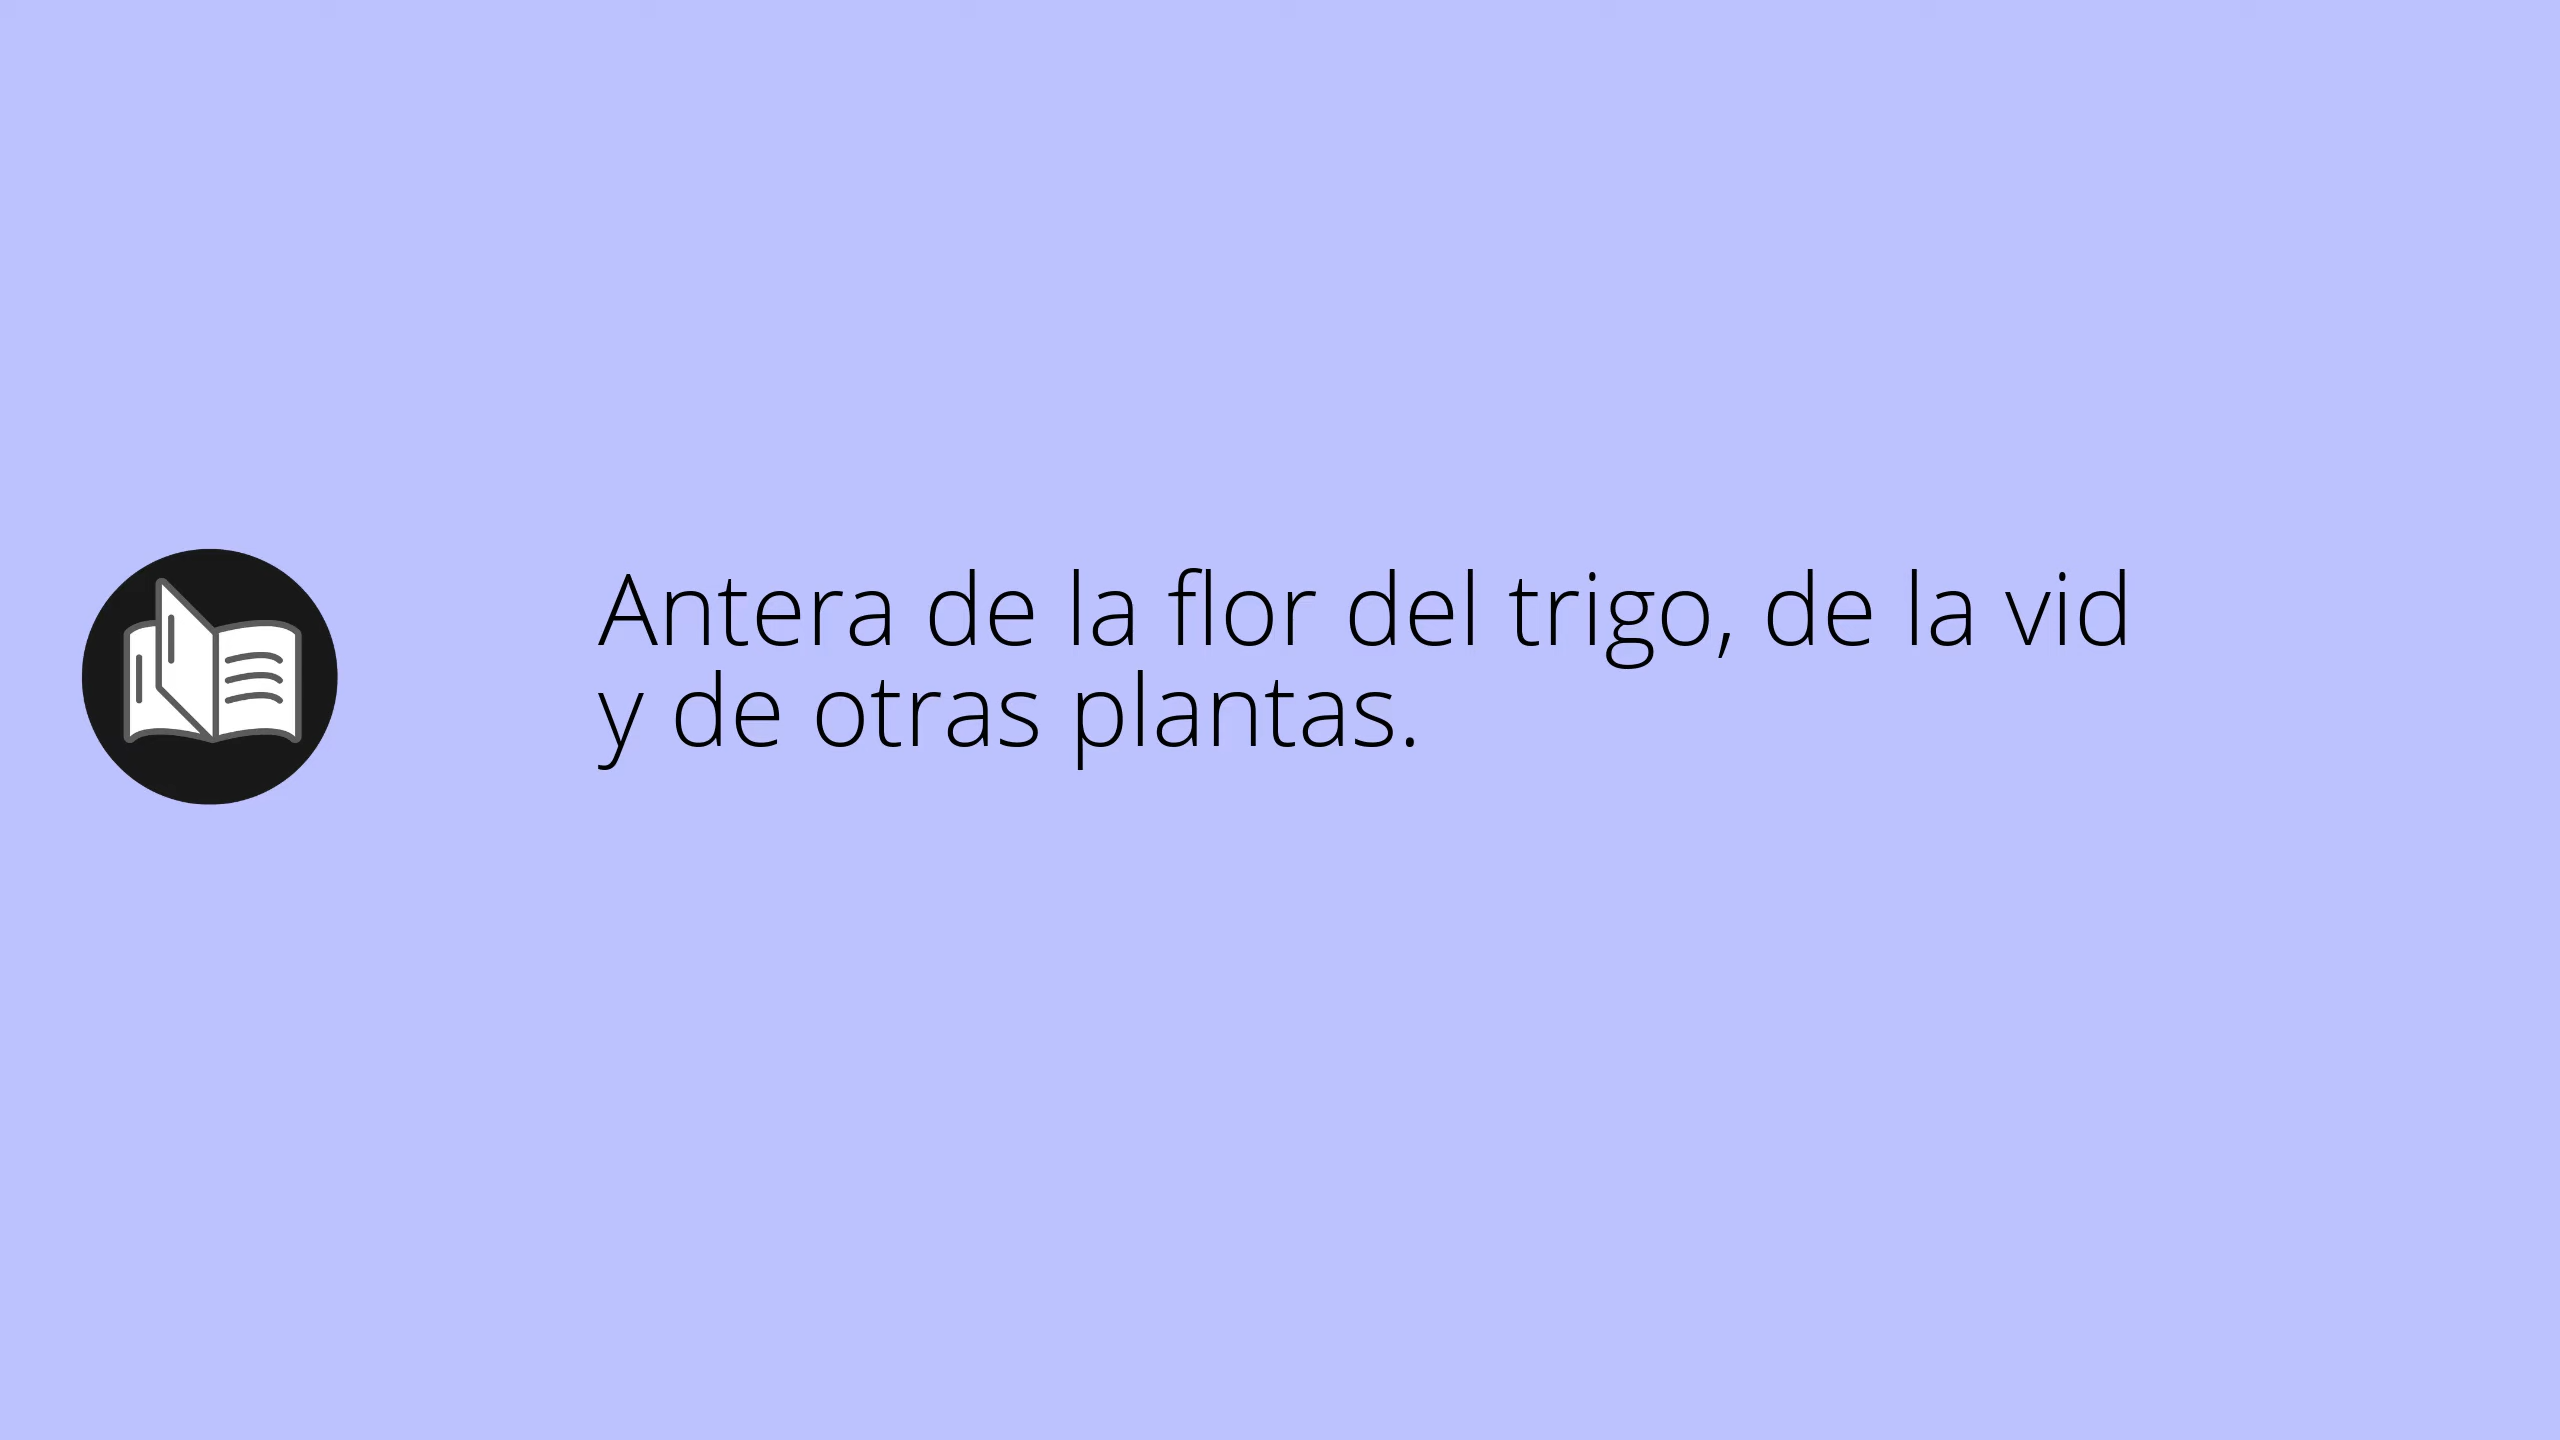 Antera de la flor del trigo, de la vid
y de otras plantas.